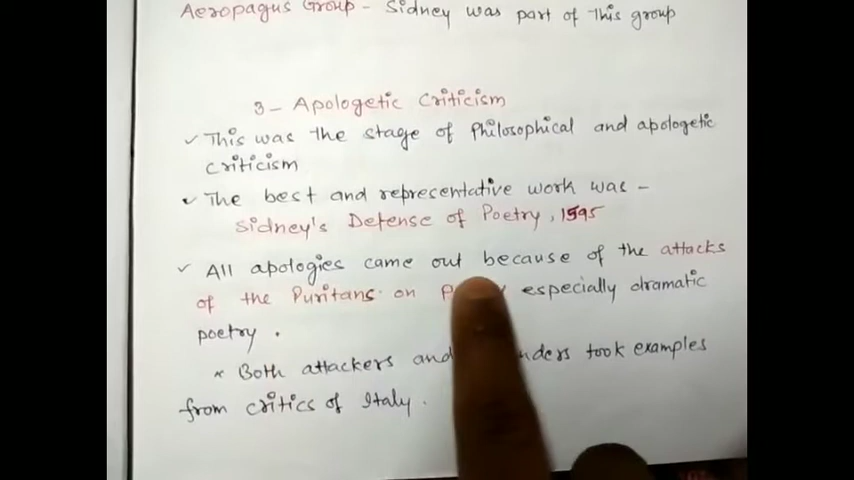 Aeropagus Group - Sidney was part of this group
3- Apologetic Criticism
✓ This was the stage of Philosophical and apologetic
criticism
✓ The best and representative work was -
Sidney's Defense of Poetry, 1595
✓ All apologies came out because of the attacks
of the Puritans on especially dramatic
poetry.
* Both attackers and took examples
from critics of Italy.